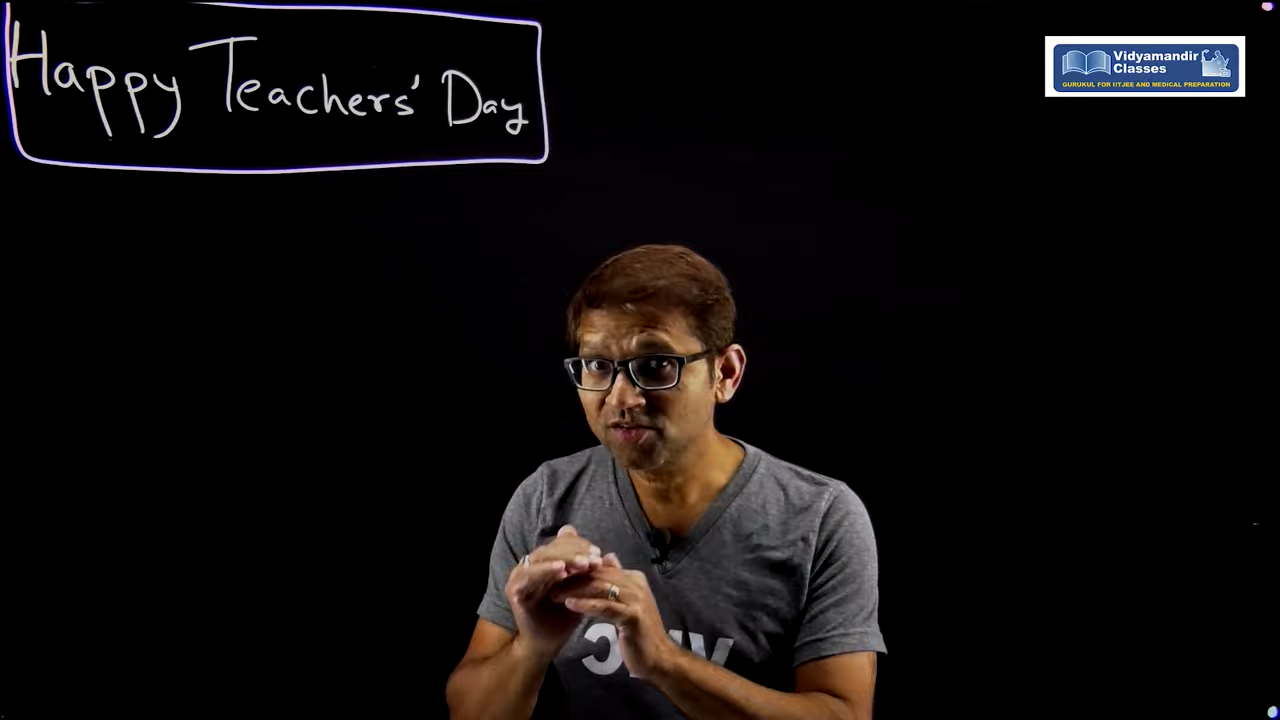 Happy Teachers' Day
Vidyamandir
Classes
GURUKUL FOR IITJEE AND MEDICAL PREPARATION